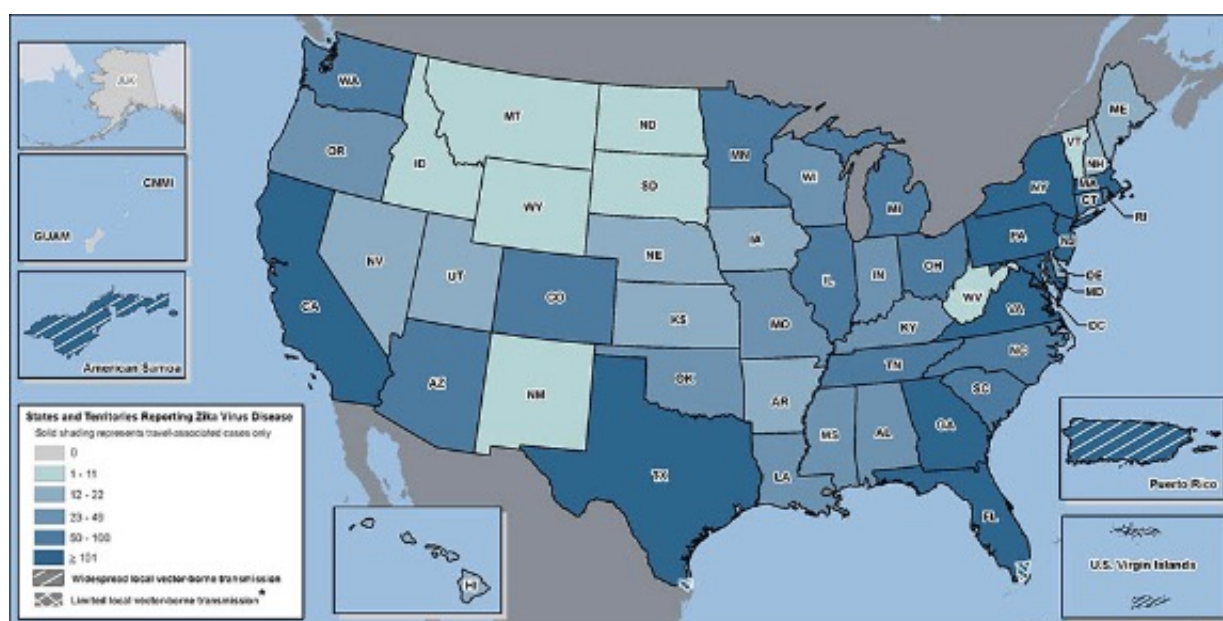 AK
WA
MT
ND
ME
VT
MN
OR
NH
ID
SD
WI
NY
MA
WY
MI
CT
RI
CNMI
PA
GUAM
NE
IA
NJ
NV
UT
IN
OH
DE
IL
MD
CO
WV
CA
KS
MO
VA
DC
KY
American Samoa
NC
TN
AZ
OK
SC
NM
AR
States and Territories Reporting Zika Virus Disease
Solid shading represents travel-associated cases only
MS
AL
GA
0
1 - 11
TX
LA
Puerto Rico
12 - 22
FL
50 - 100
≥ 101
U.S. Virgin Islands
Widespread local vector-borne transmission
HI
Limited local vector-borne transmission*